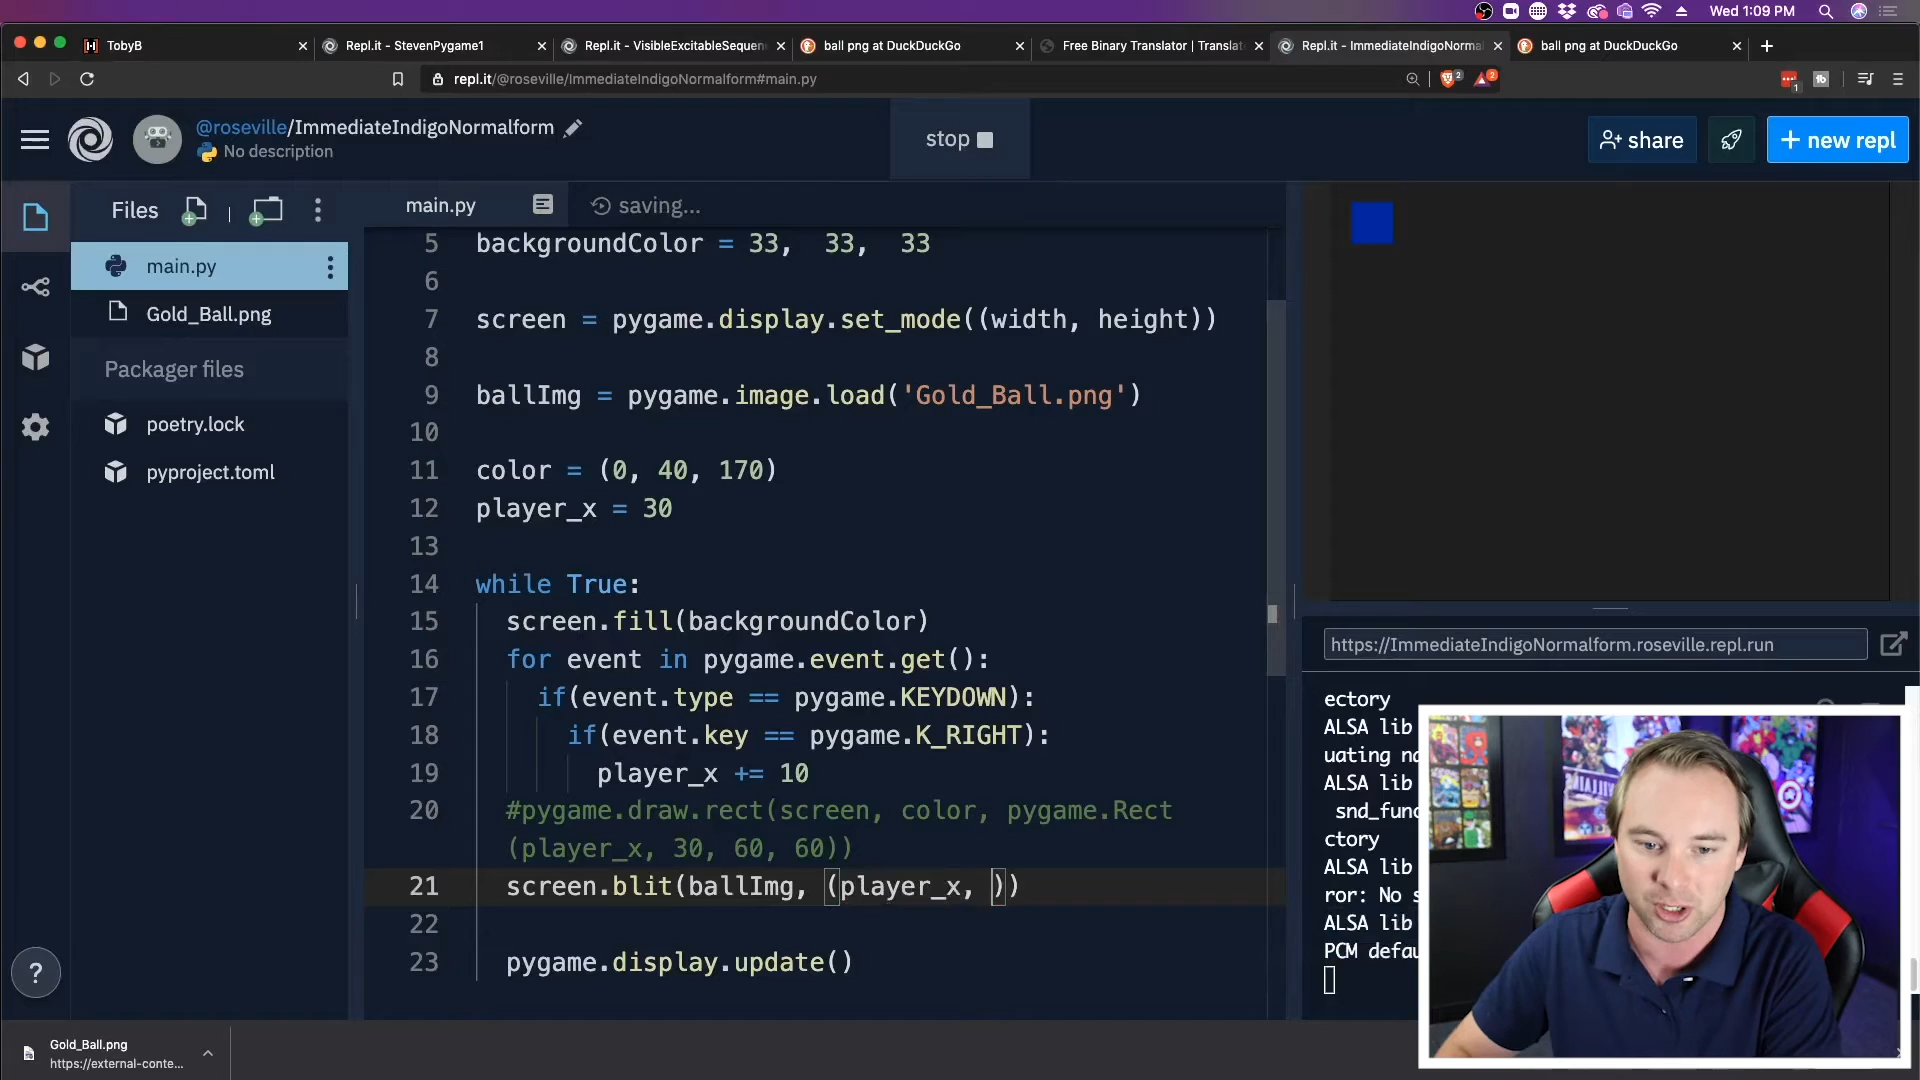 Wed 1:09 PM
TobyB
Repl.it - StevenPygame1
Repl.it - VisibleExcitableSequen
ball png at DuckDuckGo
Free Binary Translator | Translat
Repl.it - ImmediateIndigoNormal
ball png at DuckDuckGo
repl.it/@roseville/ImmediateIndigoNormalform#main.py
2
2
1
@roseville/ImmediateIndigoNormalform
No description
stop
share
+ new repl
Files
main.py
saving...
main.py
Gold_Ball.png
Packager files
poetry.lock
pyproject.toml
5 backgroundColor = 33, 33, 33
6
7 screen = pygame.display.set_mode((width, height))
8
9 ballImg = pygame.image.load('Gold_Ball.png')
10
11 color = (0, 40, 170)
12 player_x = 30
13
14 while True:
15 screen.fill(backgroundColor)
16 for event in pygame.event.get():
17 if(event.type == pygame.KEYDOWN):
18 if(event.key == pygame.K_RIGHT):
19 player_x += 10
20 #pygame.draw.rect(screen, color, pygame.Rect
(player_x, 30, 60, 60))
21 screen.blit(ballImg, (player_x, ))
22
23 pygame.display.update()
https://ImmediateIndigoNormalform.roseville.repl.run
ectory
ALSA lib
uating na
ALSA lib
snd_func
ctory
ALSA lib
ror: No s
ALSA lib
PCM defau
?
Gold_Ball.png
https://external-conte...